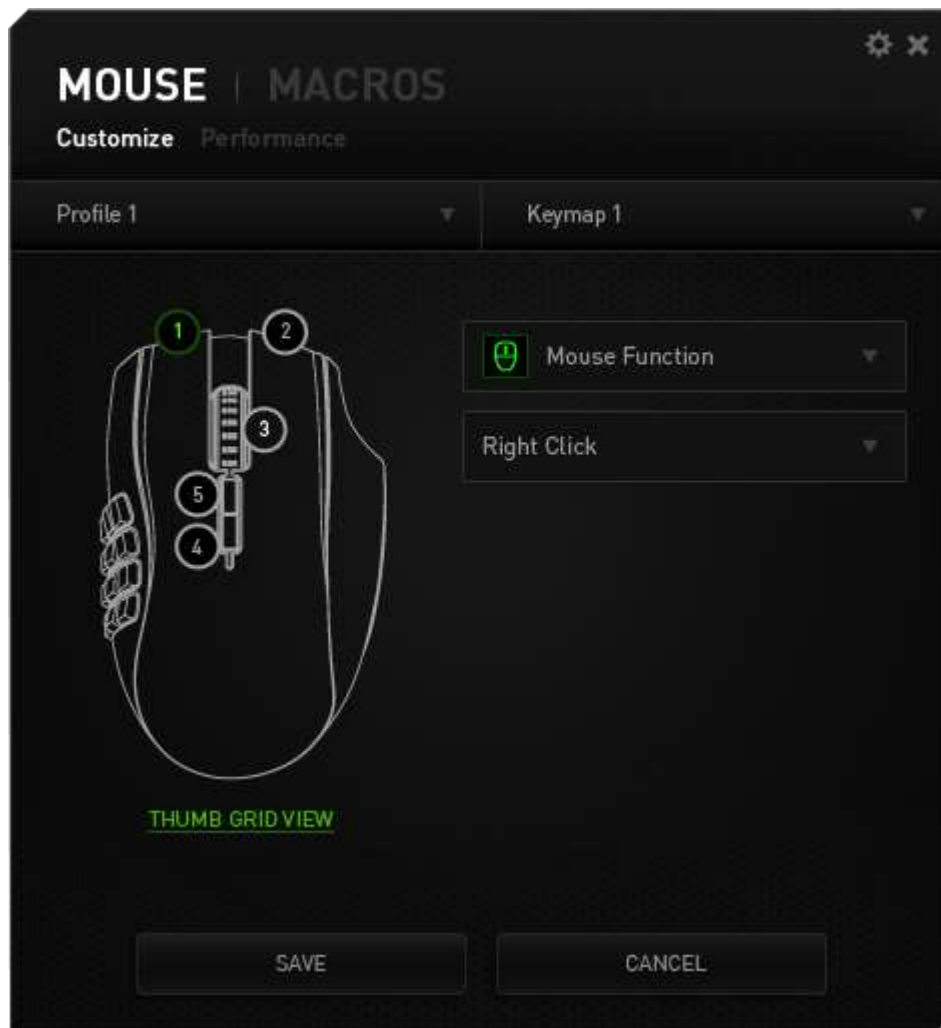 MOUSE | MACROS
Customize Performance
Profile 1 Keymap 1
1 2
Mouse Function
3
Right Click
5
4
THUMB GRID VIEW
SAVE CANCEL